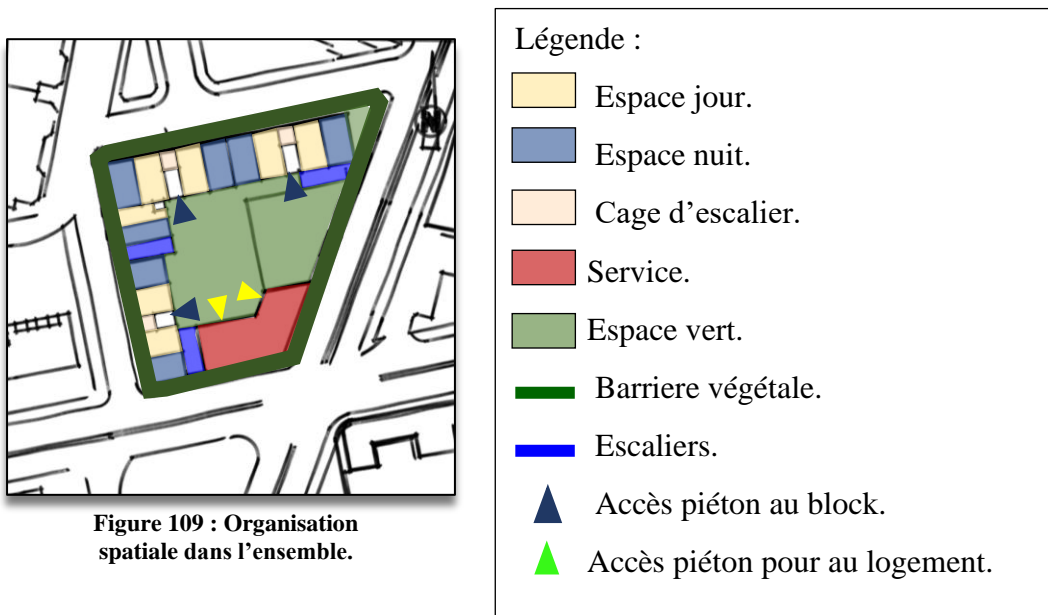 N
Figure 109 : Organisation
spatiale dans l’ensemble.
Légende :
Espace jour.
Espace nuit.
Cage d’escalier.
Service.
Espace vert.
Barriere végétale.
Escaliers.
Accès piéton au block.
Accès piéton pour au logement.